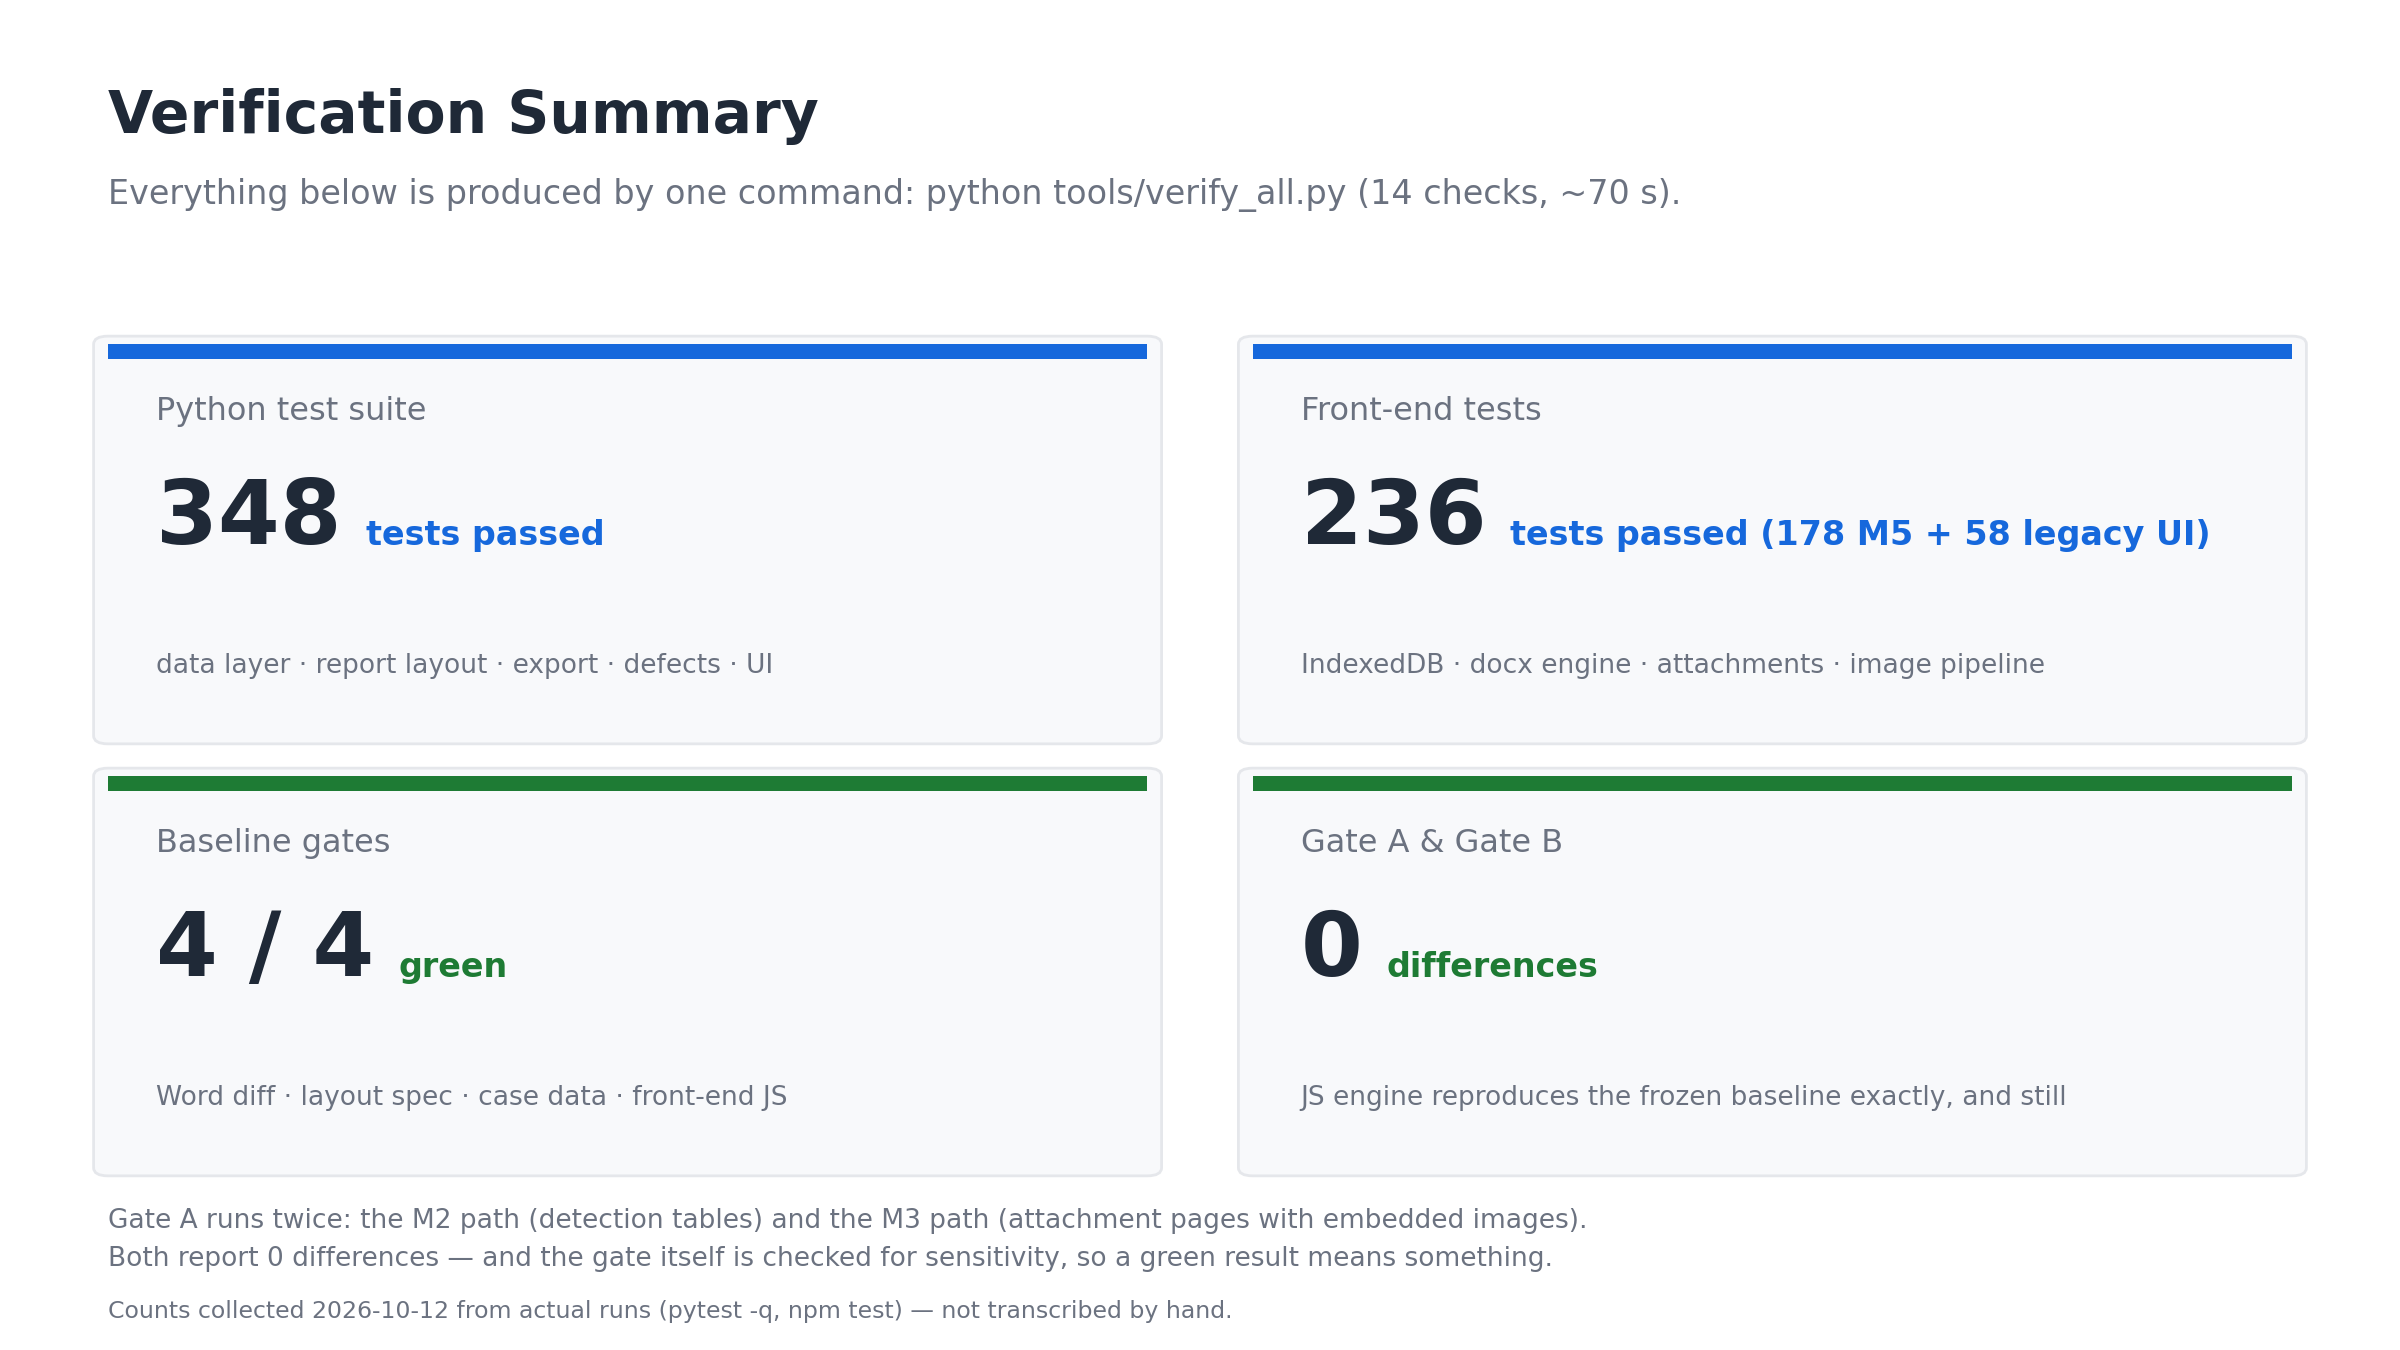 Verification Summary
Everything below is produced by one command: python tools/verify_all.py (14 checks, ~70 s).
Python test suite
348 tests passed
data layer · report layout · export · defects · UI
Front-end tests
236 tests passed (178 M5 + 58 legacy UI)
IndexedDB · docx engine · attachments · image pipeline
Baseline gates
4 / 4 green
Word diff · layout spec · case data · front-end JS
Gate A & Gate B
0 differences
JS engine reproduces the frozen baseline exactly, and still
Gate A runs twice: the M2 path (detection tables) and the M3 path (attachment pages with embedded images).
Both report 0 differences — and the gate itself is checked for sensitivity, so a green result means something.
Counts collected 2026-10-12 from actual runs (pytest -q, npm test) — not transcribed by hand.